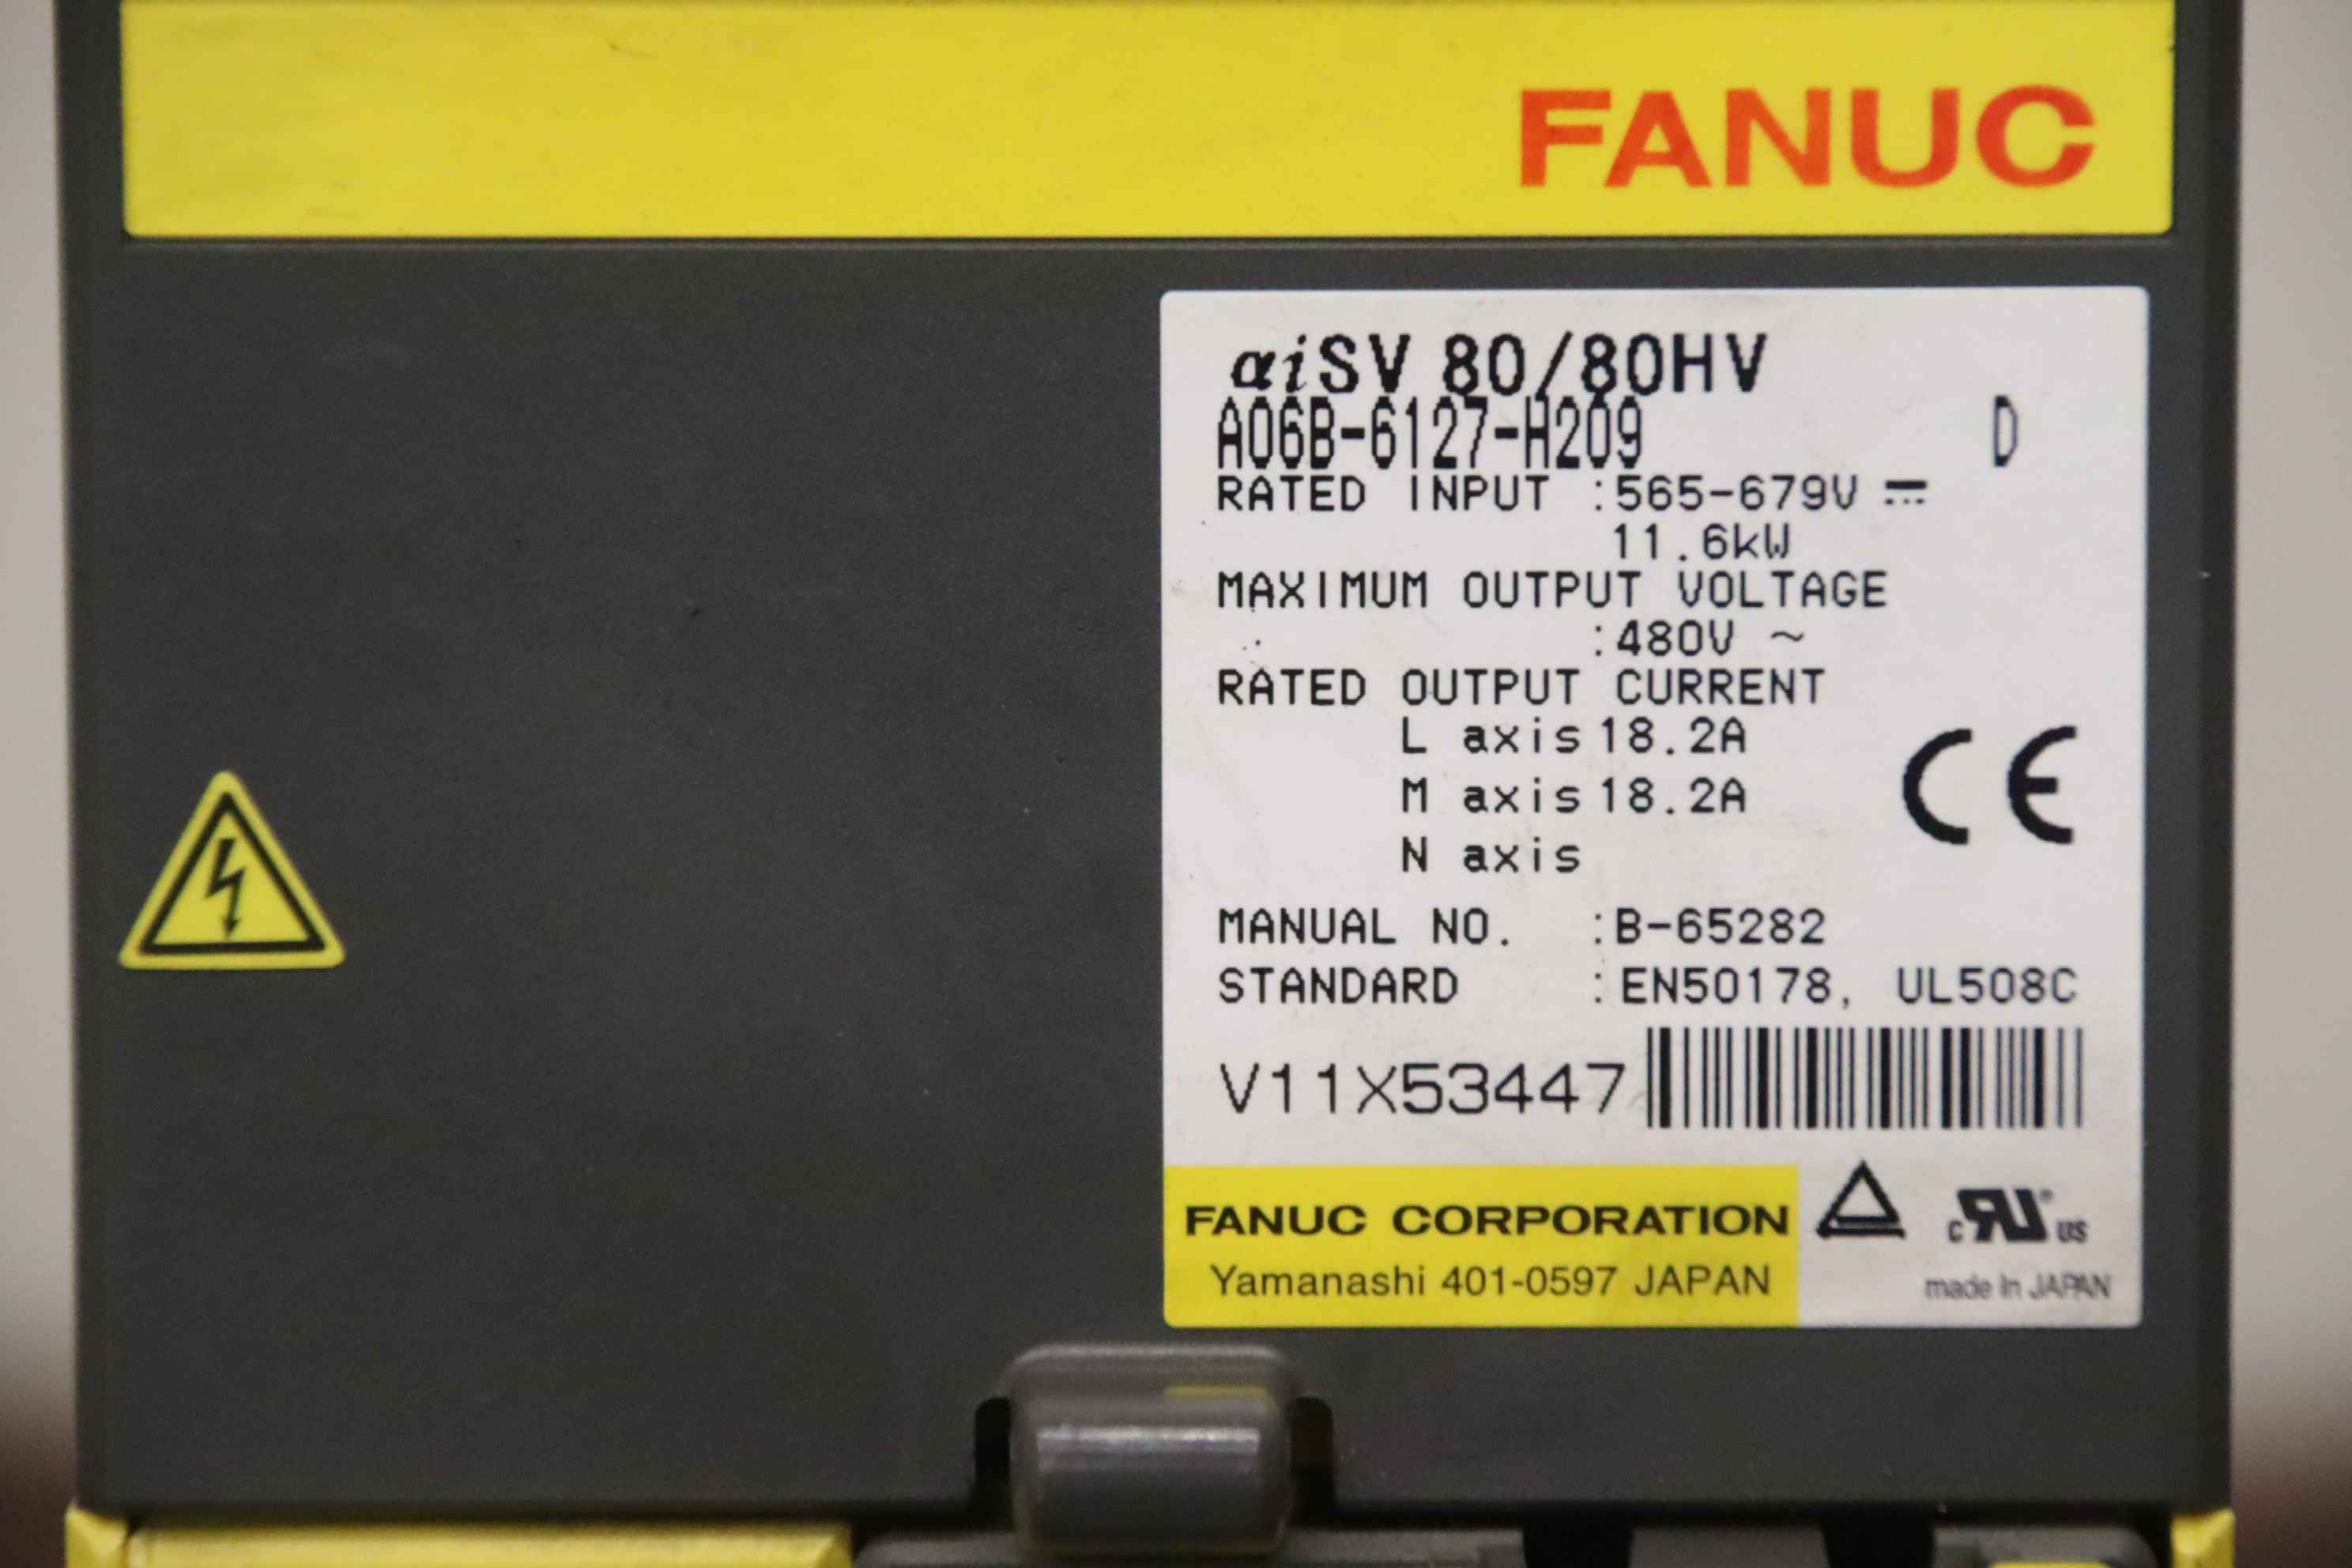 FANUC
αiSV 80/80HV
A06B-6127-H209 D
RATED INPUT :565-679V ⎓
11.6kW
MAXIMUM OUTPUT VOLTAGE
:480V ~
RATED OUTPUT CURRENT
L axis 18.2A
M axis 18.2A
N axis
CE
MANUAL NO. :B-65282
STANDARD :EN50178, UL508C
V11X53447
FANUC CORPORATION
Yamanashi 401-0597 JAPAN
c RU® US
made in JAPAN